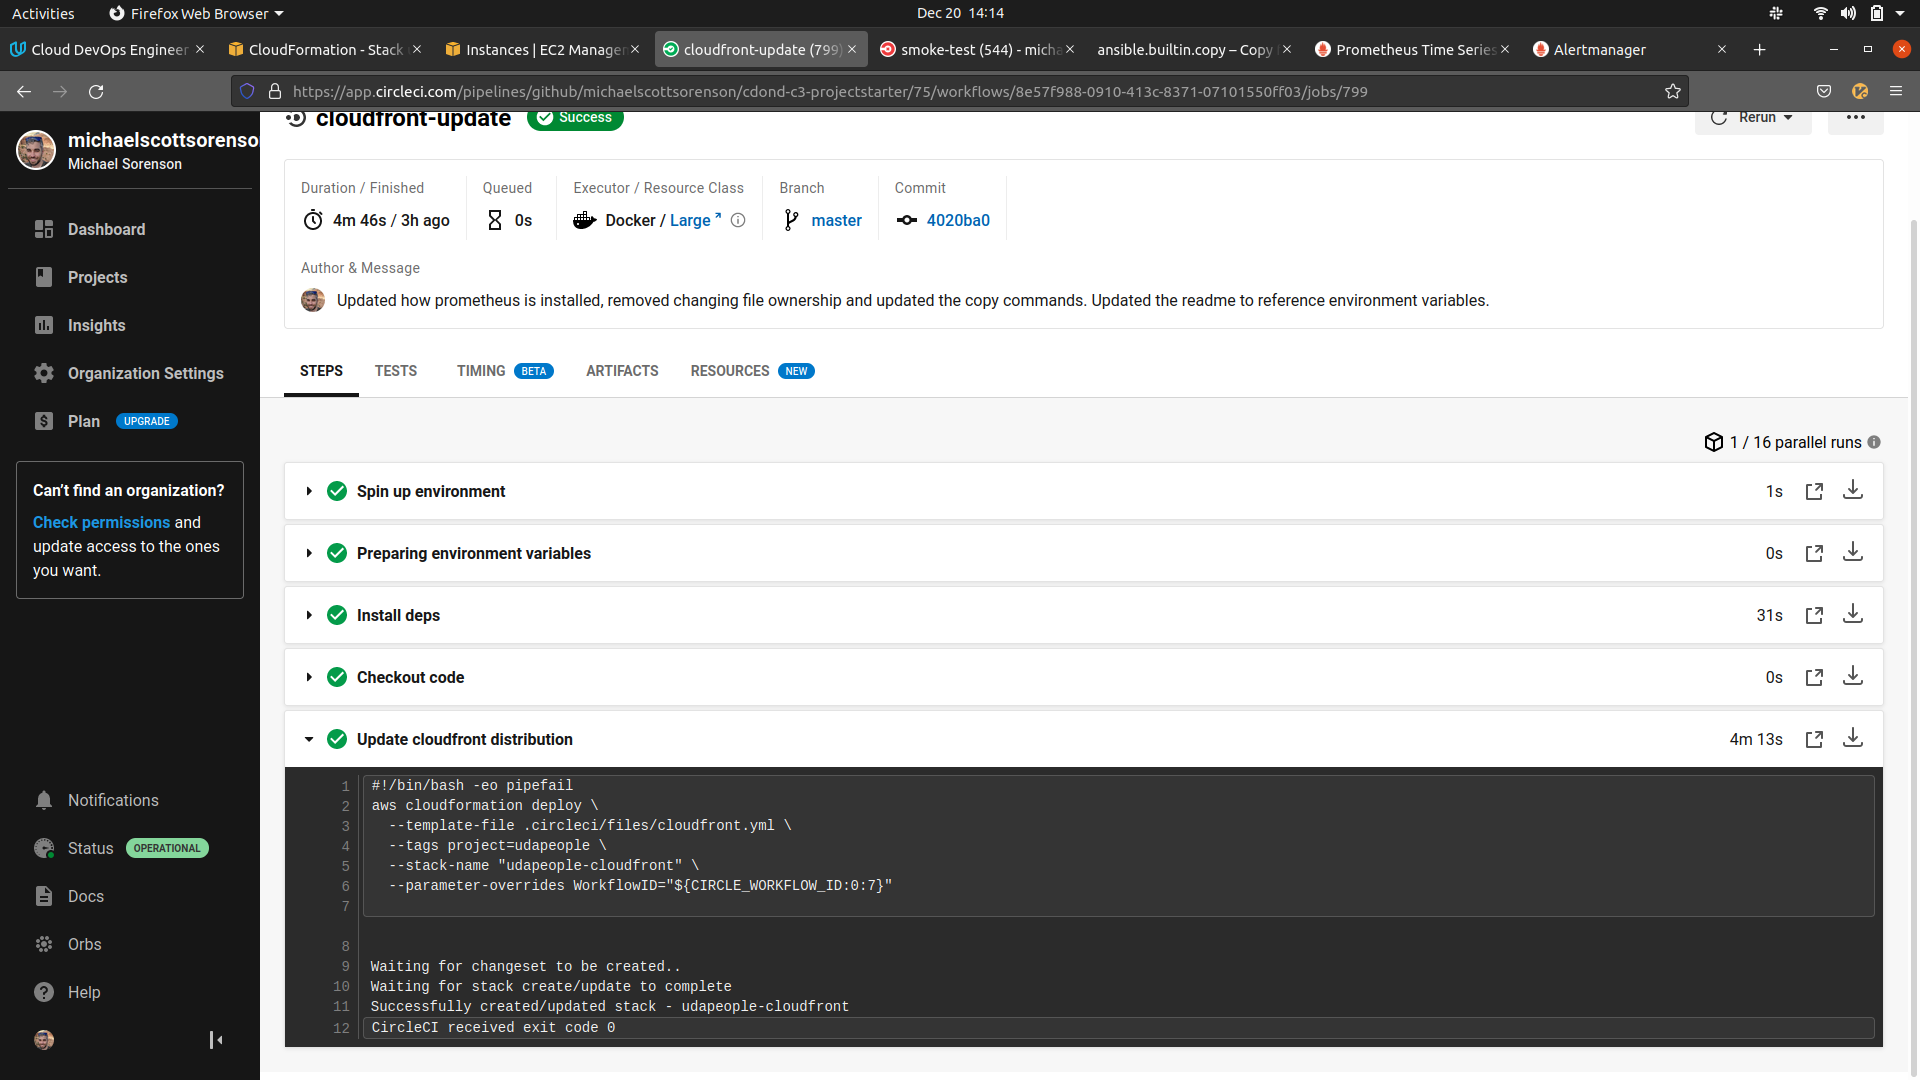 Activities
Firefox Web Browser
Dec 20 14:14
Cloud DevOps Engineer
CloudFormation - Stack
Instances | EC2 Manage
cloudfront-update (799)
smoke-test (544) - micha
ansible.builtin.copy – Copy
Prometheus Time Series
Alertmanager
https://app.circleci.com/pipelines/github/michaelscottsorenson/cdond-c3-projectstarter/75/workflows/8e57f988-0910-413c-8371-07101550ff03/jobs/799
michaelscottsorenso
Michael Sorenson
Dashboard
Projects
Insights
Organization Settings
Plan UPGRADE
Can't find an organization?
Check permissions and
update access to the ones
you want.
Notifications
Status OPERATIONAL
Docs
Orbs
Help
cloudfront-update Success
Rerun
Duration / Finished
4m 46s / 3h ago
Queued
0s
Executor / Resource Class
Docker / Large
Branch
master
Commit
4020ba0
Author & Message
Updated how prometheus is installed, removed changing file ownership and updated the copy commands. Updated the readme to reference environment variables.
STEPS TESTS TIMING BETA ARTIFACTS RESOURCES NEW
1 / 16 parallel runs
Spin up environment 1s
Preparing environment variables 0s
Install deps 31s
Checkout code 0s
Update cloudfront distribution 4m 13s
1 #!/bin/bash -eo pipefail
2 aws cloudformation deploy \
3 --template-file .circleci/files/cloudfront.yml \
4 --tags project=udapeople \
5 --stack-name "udapeople-cloudfront" \
6 --parameter-overrides WorkflowID="${CIRCLE_WORKFLOW_ID:0:7}"
7
8
9 Waiting for changeset to be created..
10 Waiting for stack create/update to complete
11 Successfully created/updated stack - udapeople-cloudfront
12 CircleCI received exit code 0